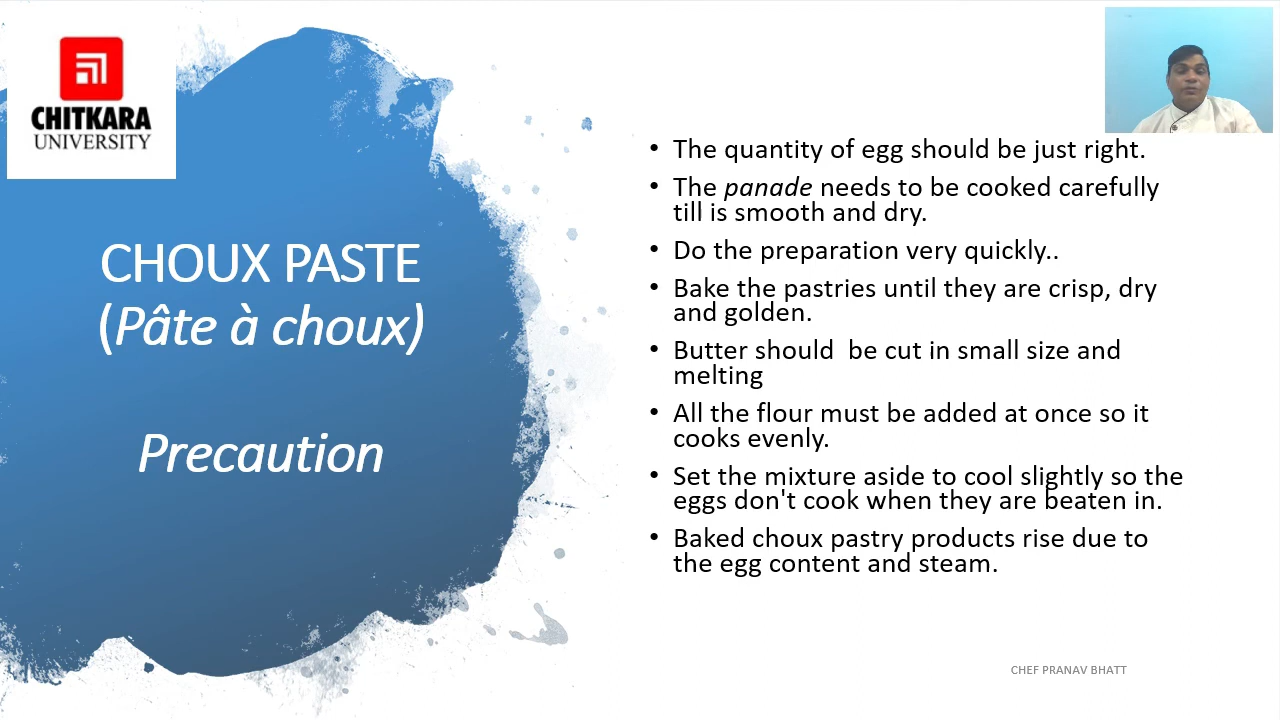 CHITKARA
UNIVERSITY
CHOUX PASTE
(Pâte à choux)
Precaution
• The quantity of egg should be just right.
• The panade needs to be cooked carefully
till is smooth and dry.
• Do the preparation very quickly..
• Bake the pastries until they are crisp, dry
and golden.
• Butter should  be cut in small size and
melting
• All the flour must be added at once so it
cooks evenly.
• Set the mixture aside to cool slightly so the
eggs don't cook when they are beaten in.
• Baked choux pastry products rise due to
the egg content and steam.
CHEF PRANAV BHATT